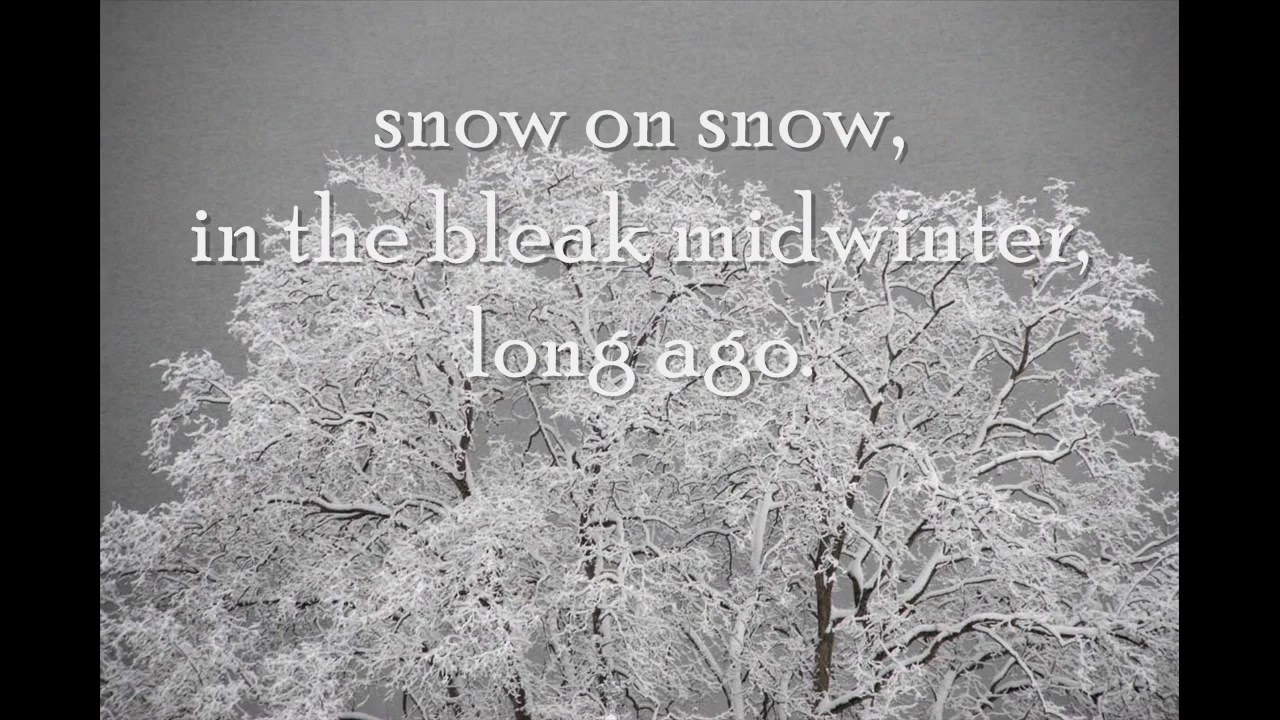 snow on snow,
in the bleak midwinter,
long ago.